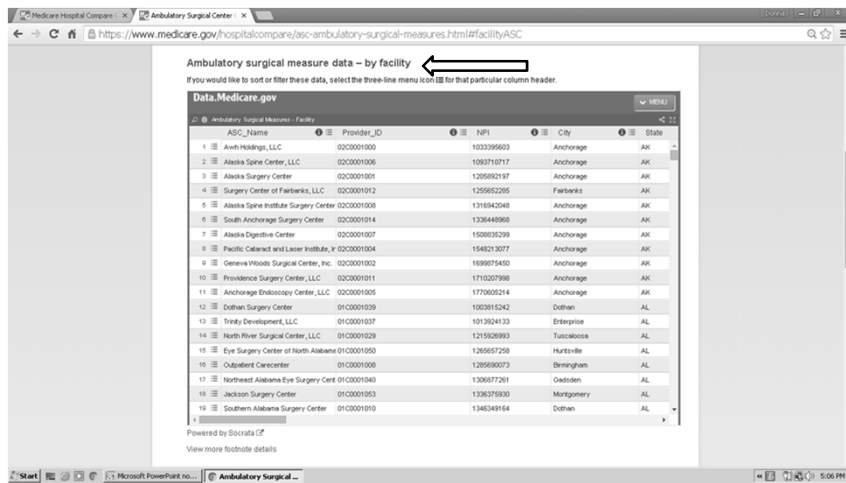 Medicare Hospital Compare
Ambulatory Surgical Center
Donna
https://www.medicare.gov/hospitalcompare/asc-ambulatory-surgical-measures.html#facilityASC
Ambulatory surgical measure data – by facility
If you would like to sort or filter these data, select the three-line menu icon for that particular column header.
Data.Medicare.gov
MENU
Ambulatory Surgical Measures - Facility
ASC_Name Provider_ID NPI City State
1 Awh Holdings, LLC 02C0001000 1033395603 Anchorage AK
2 Alaska Spine Center, LLC 02C0001006 1093710717 Anchorage AK
3 Alaska Surgery Center 02C0001001 1205892197 Anchorage AK
4 Surgery Center of Fairbanks, LLC 02C0001012 1255652285 Fairbanks AK
5 Alaska Spine Institute Surgery Center 02C0001008 1316942048 Anchorage AK
6 South Anchorage Surgery Center 02C0001014 1336448968 Anchorage AK
7 Alaska Digestive Center 02C0001007 1508835299 Anchorage AK
8 Pacific Cataract and Laser Institute, Ir 02C0001004 1548213077 Anchorage AK
9 Geneva Woods Surgical Center, Inc. 02C0001002 1699875450 Anchorage AK
10 Providence Surgery Center, LLC 02C0001011 1710207998 Anchorage AK
11 Anchorage Endoscopy Center, LLC 02C0001005 1770605214 Anchorage AK
12 Dothan Surgery Center 01C0001039 1003815242 Dothan AL
13 Trinity Development, LLC 01C0001037 1013924133 Enterprise AL
14 North River Surgical Center, LLC 01C0001029 1215926993 Tuscaloosa AL
15 Eye Surgery Center of North Alabama 01C0001050 1265657258 Huntsville AL
16 Outpatient Carecenter 01C0001008 1285690073 Birmingham AL
17 Northeast Alabama Eye Surgery Cent 01C0001040 1306877261 Gadsden AL
18 Jackson Surgery Center 01C0001053 1336375930 Montgomery AL
19 Southern Alabama Surgery Center 01C0001010 1346349164 Dothan AL
Powered by Socrata
View more footnote details
Start Microsoft PowerPoint no... Ambulatory Surgical ... 5:06 PM